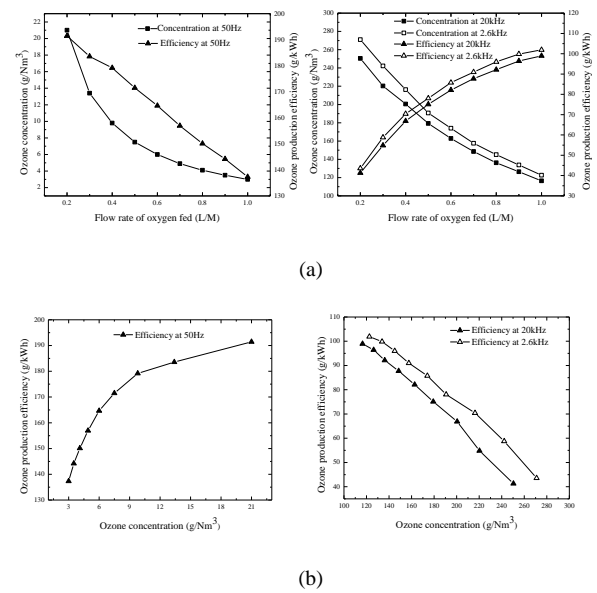 Concentration at 50Hz
Efficiency at 50Hz
Ozone concentration (g/Nm3)
22
20
18
16
14
12
10
8
6
4
2
0.2 0.4 0.6 0.8 1.0
Flow rate of oxygen fed (L/M)
200
190
180
170
160
150
140
130
Ozone production efficiency (g/kWh)
Concentration at 20kHz
Concentration at 2.6kHz
Efficiency at 20kHz
Efficiency at 2.6kHz
Ozone concentration (g/Nm3)
300
280
260
240
220
200
180
160
140
120
100
0.2 0.4 0.6 0.8 1.0
Flow rate of oxygen fed (L/M)
120
110
100
90
80
70
60
50
40
30
Ozone production efficiency (g/kWh)
(a)
Efficiency at 50Hz
Ozone production efficiency (g/kWh)
200
190
180
170
160
150
140
130
3 6 9 12 15 18 21
Ozone concentration (g/Nm3)
Efficiency at 20kHz
Efficiency at 2.6kHz
Ozone production efficiency (g/kWh)
110
100
90
80
70
60
50
40
100 120 140 160 180 200 220 240 260 280 300
Ozone concentration (g/Nm3)
(b)